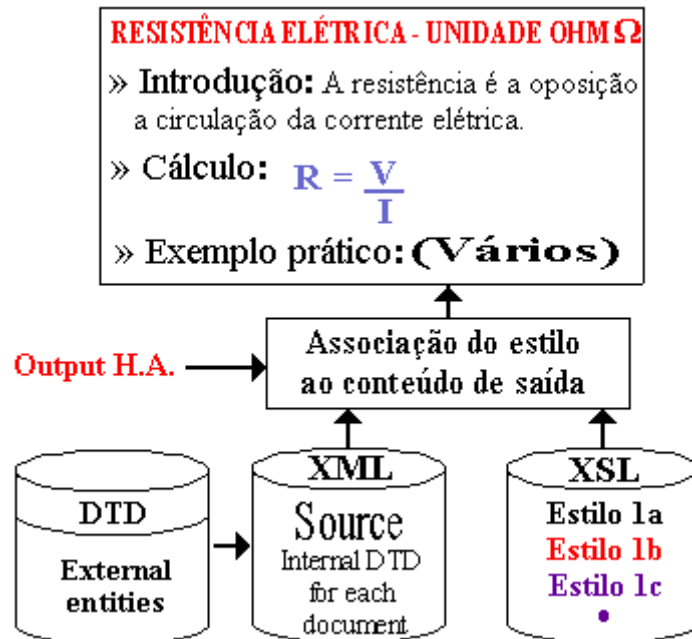 RESISTÊNCIA ELÉTRICA - UNIDADE OHM Ω
» Introdução: A resistência é a oposição
a circulação da corrente elétrica.
» Cálculo: R = V
I
» Exemplo prático: (Vários)
Output H.A.
Associação do estilo
ao conteúdo de saída
DTD
External
entities
XML
Source
Internal DTD
for each
document
XSL
Estilo 1a
Estilo 1b
Estilo 1c